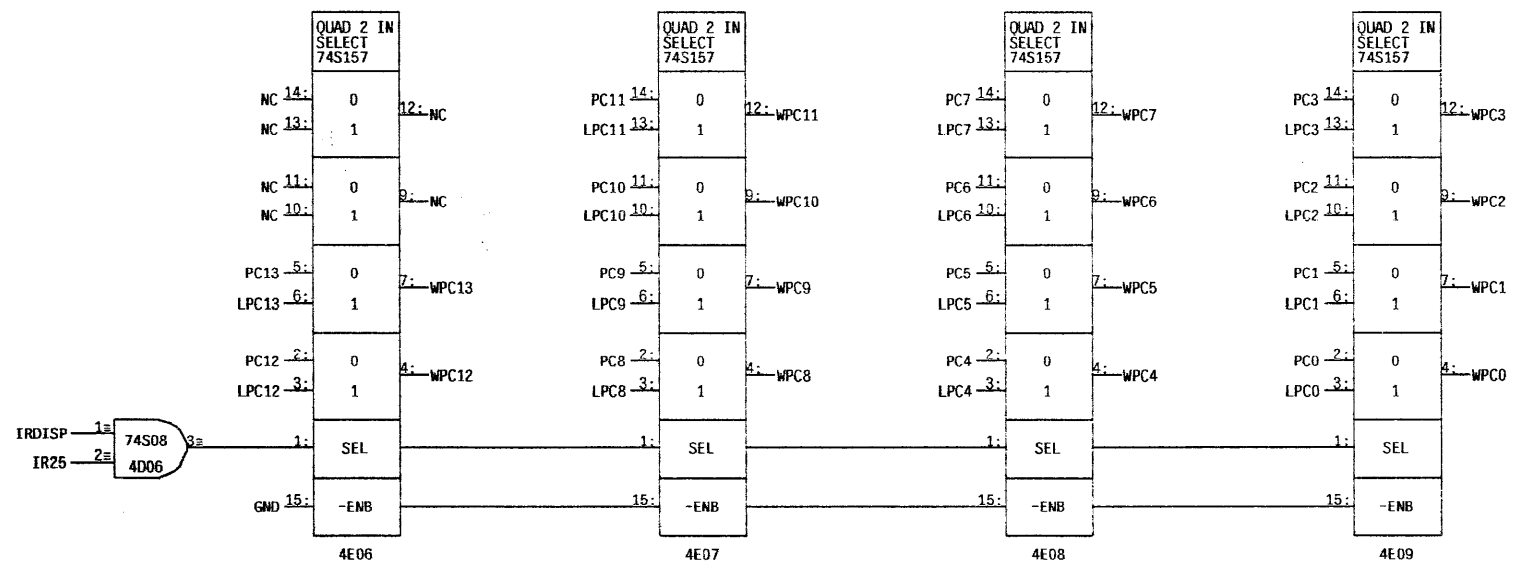 QUAD 2 IN QUAD 2 IN QUAD 2 IN QUAD 2 IN
SELECT SELECT SELECT SELECT
74S157 74S157 74S157 74S157
NC 14: 0 PC11 14: 0 PC7 14: 0 PC3 14: 0
12: NC 12: WPC11 12: WPC7 12: WPC3
NC 13: 1 LPC11 13: 1 LPC7 13: 1 LPC3 13: 1
NC 11: 0 PC10 11: 0 PC6 11: 0 PC2 11: 0
9: NC 9: WPC10 9: WPC6 9: WPC2
NC 10: 1 LPC10 10: 1 LPC6 10: 1 LPC2 10: 1
PC13 5: 0 PC9 5: 0 PC5 5: 0 PC1 5: 0
7: WPC13 7: WPC9 7: WPC5 7: WPC1
LPC13 6: 1 LPC9 6: 1 LPC5 6: 1 LPC1 6: 1
PC12 2: 0 PC8 2: 0 PC4 2: 0 PC0 2: 0
4: WPC12 4: WPC8 4: WPC4 4: WPC0
LPC12 3: 1 LPC8 3: 1 LPC4 3: 1 LPC0 3: 1
IRDISP 1≡ 74S08 3≡ 1: SEL 1: SEL 1: SEL 1: SEL
IR25 2≡ 4D06
GND 15: -ENB 15: -ENB 15: -ENB 15: -ENB
4E06 4E07 4E08 4E09